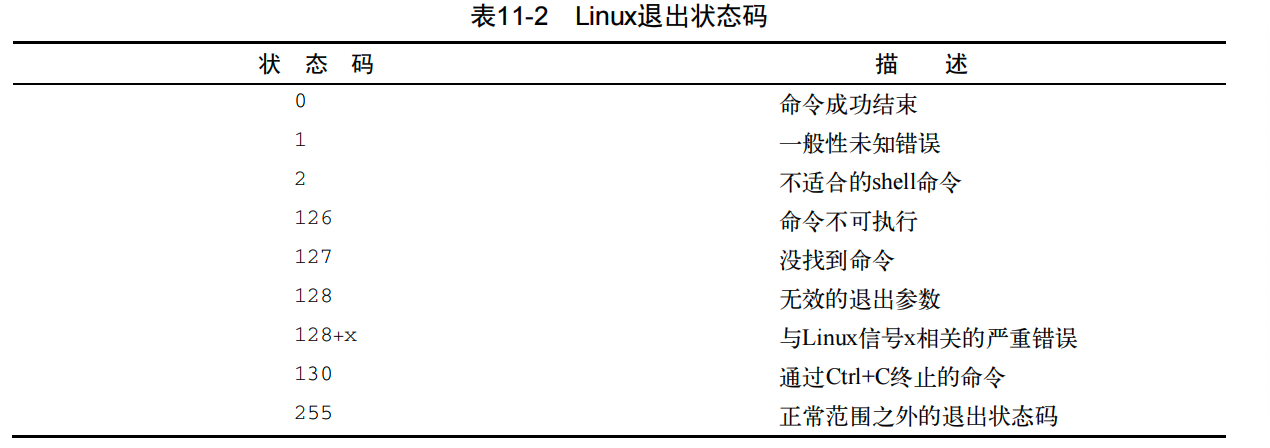 表11-2 Linux退出状态码
状 态 码 描 述
0 命令成功结束
1 一般性未知错误
2 不适合的shell命令
126 命令不可执行
127 没找到命令
128 无效的退出参数
128+x 与Linux信号x相关的严重错误
130 通过Ctrl+C终止的命令
255 正常范围之外的退出状态码